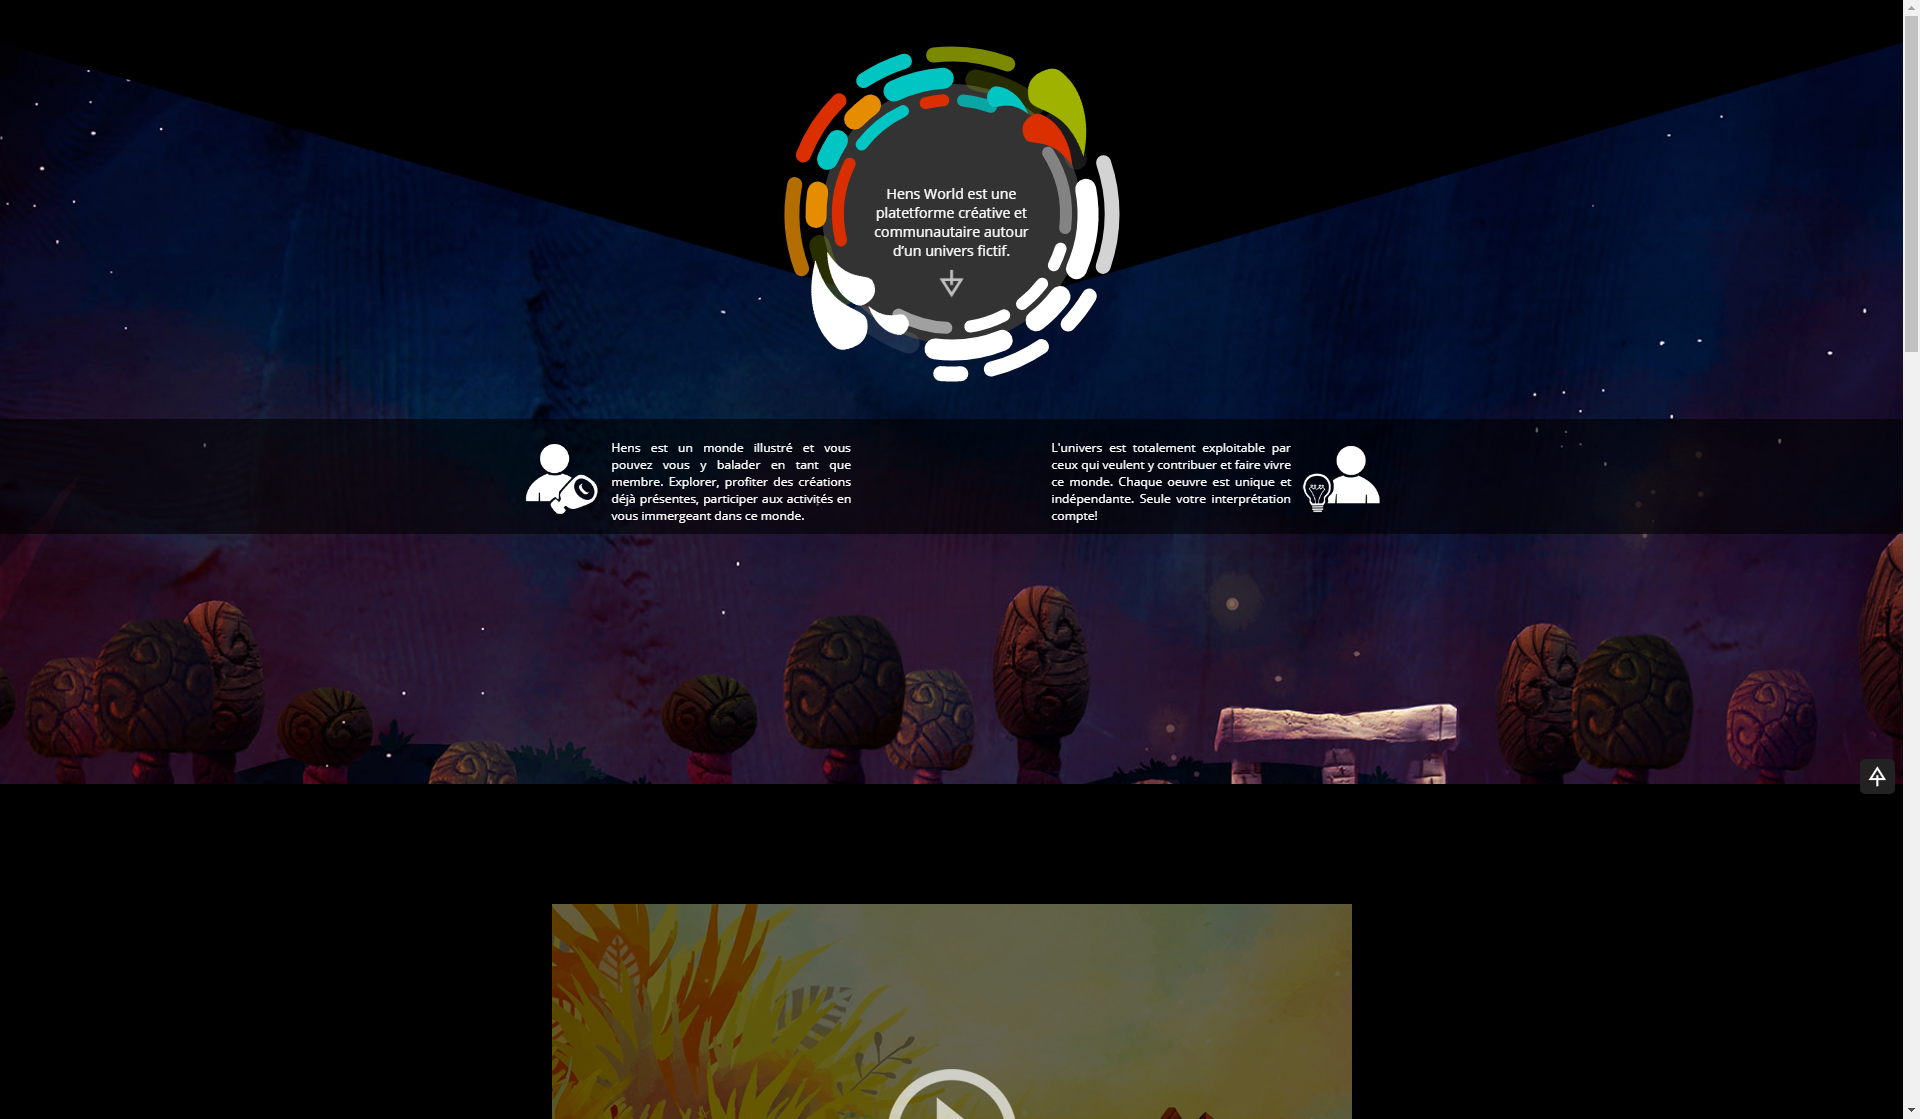 Hens World est une
platetforme créative et
communautaire autour
d'un univers fictif.
Hens est un monde illustré et vous
pouvez vous y balader en tant que
membre. Explorer, profiter des créations
déjà présentes, participer aux activités en
vous immergeant dans ce monde.
L'univers est totalement exploitable par
ceux qui veulent y contribuer et faire vivre
ce monde. Chaque oeuvre est unique et
indépendante. Seule votre interprétation
compte!